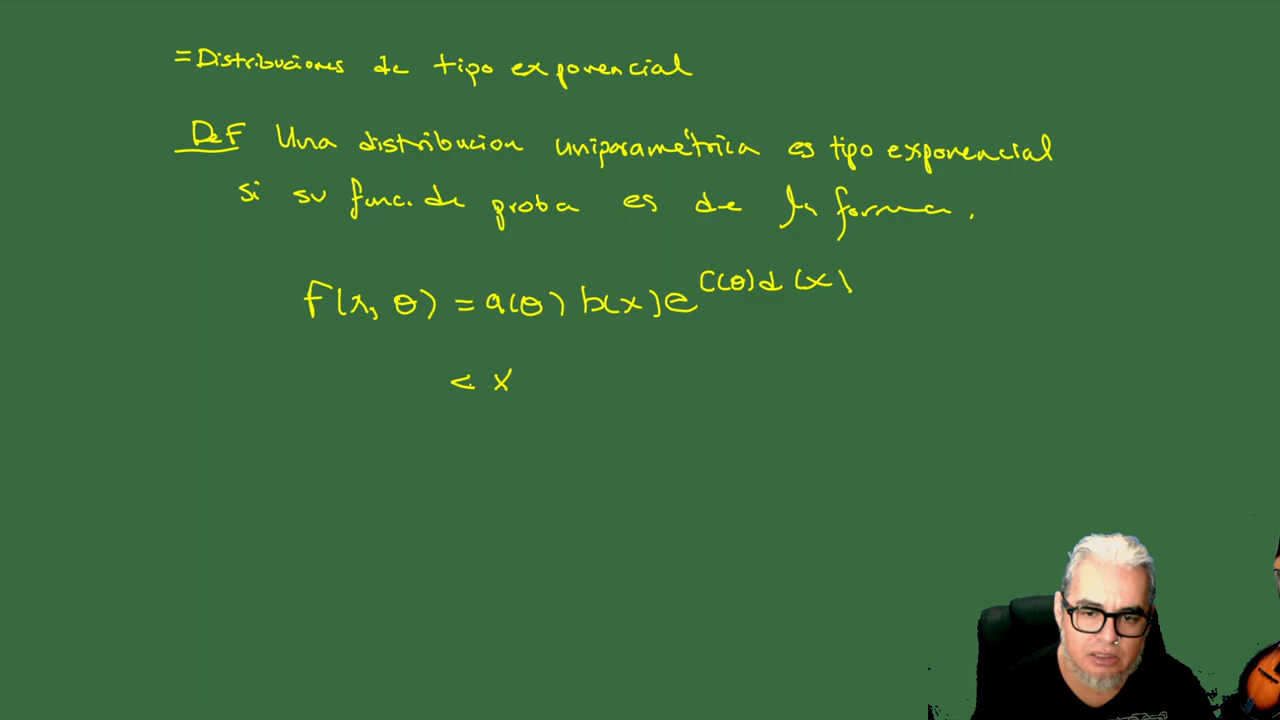 = Distribuciones de tipo exponencial
Def Una distribucion uniparamétrica es tipo exponencial
si su func. de proba es de la forma.
f(x, θ) = a(θ) b(x) e^{c(θ)d(x)}
< x